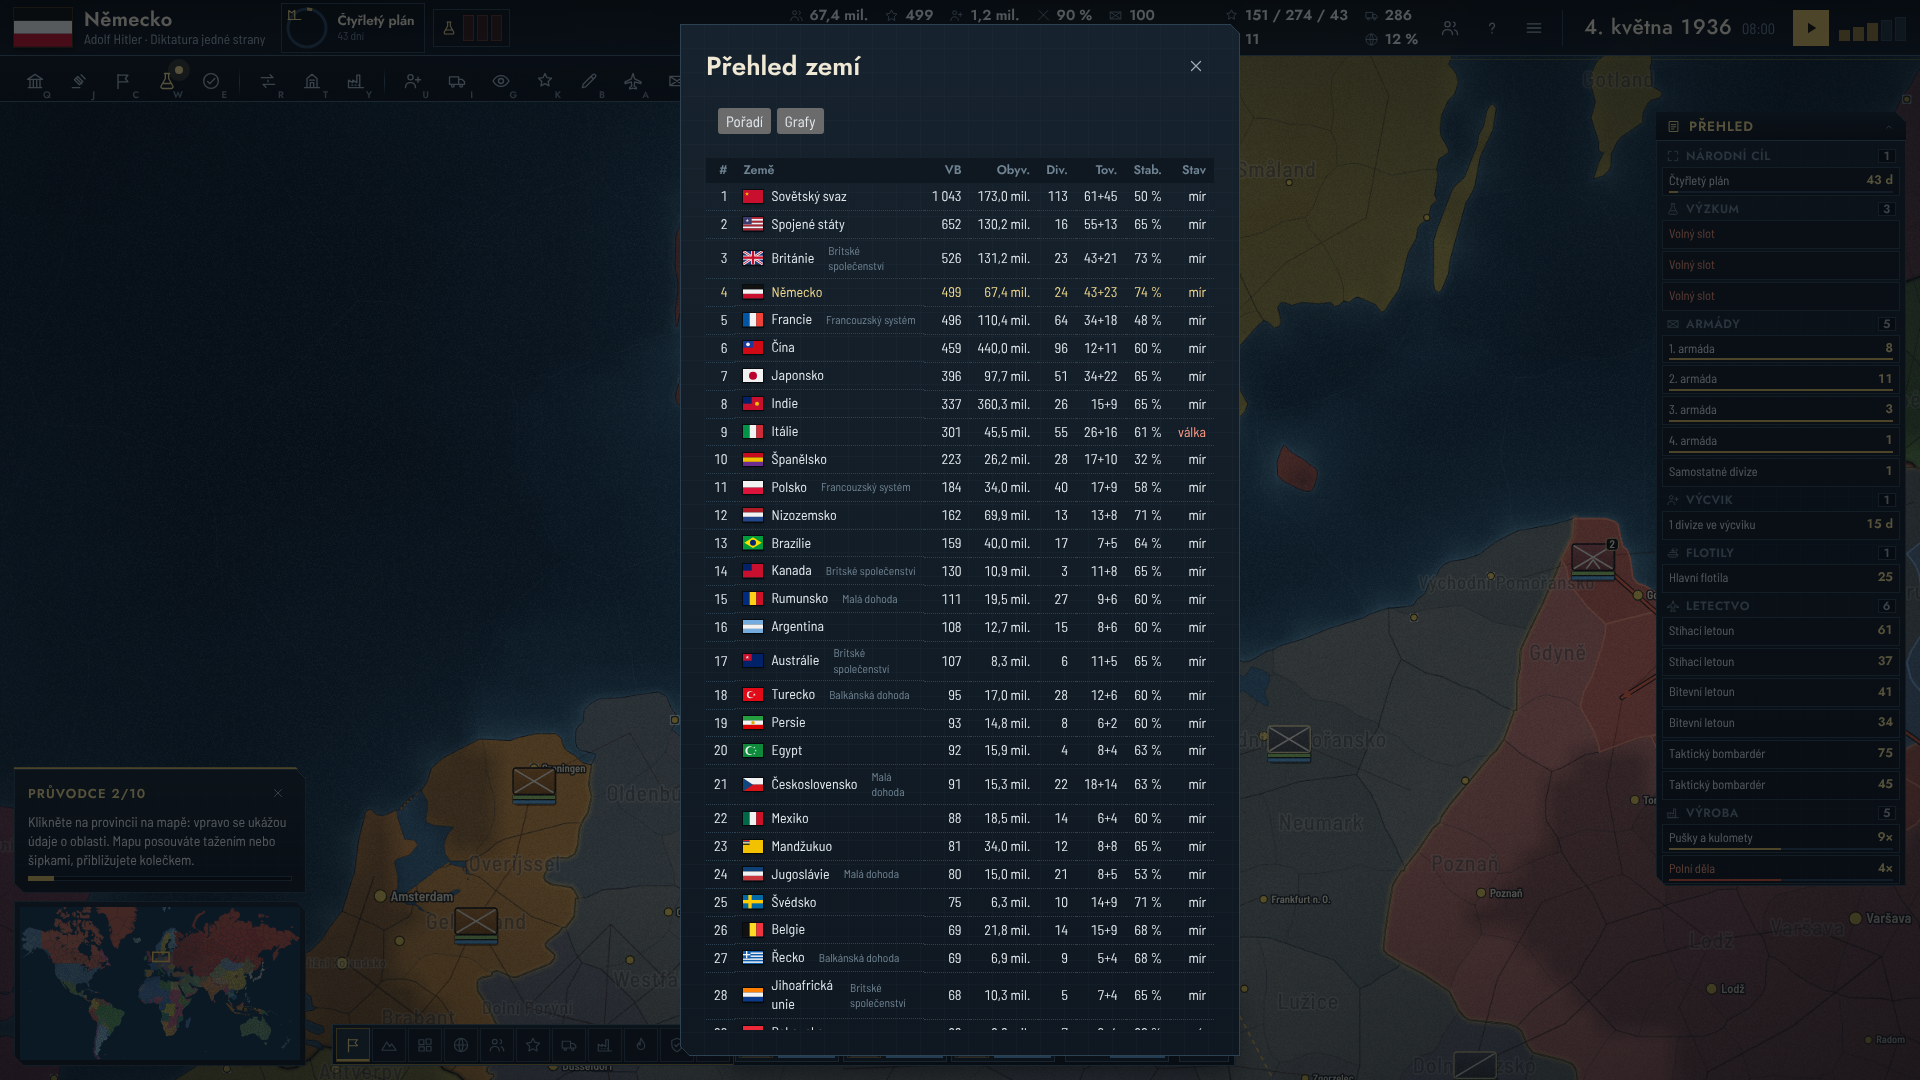 Německo
Adolf Hitler · Diktatura jedné strany
Čtyřletý plán
43 dní
67,4 mil.
499
1,2 mil.
90 %
100
151 / 274 / 43
286
11
12 %
?
4. května 1936 08:00
Q J C W E R T Y U I G K B A
Přehled zemí
Pořadí Grafy
# Země VB Obyv. Div. Tov. Stab. Stav
1 Sovětský svaz 1 043 173,0 mil. 113 61+45 50 % mír
2 Spojené státy 652 130,2 mil. 16 55+13 65 % mír
3 Británie Britské společenství 526 131,2 mil. 23 43+21 73 % mír
4 Německo 499 67,4 mil. 24 43+23 74 % mír
5 Francie Francouzský systém 496 110,4 mil. 64 34+18 48 % mír
6 Čína 459 440,0 mil. 96 12+11 60 % mír
7 Japonsko 396 97,7 mil. 51 34+22 65 % mír
8 Indie 337 360,3 mil. 26 15+9 65 % mír
9 Itálie 301 45,5 mil. 55 26+16 61 % válka
10 Španělsko 223 26,2 mil. 28 17+10 32 % mír
11 Polsko Francouzský systém 184 34,0 mil. 40 17+9 58 % mír
12 Nizozemsko 162 69,9 mil. 13 13+8 71 % mír
13 Brazílie 159 40,0 mil. 17 7+5 64 % mír
14 Kanada Britské společenství 130 10,9 mil. 3 11+8 65 % mír
15 Rumunsko Malá dohoda 111 19,5 mil. 27 9+6 60 % mír
16 Argentina 108 12,7 mil. 15 8+6 60 % mír
17 Austrálie Britské společenství 107 8,3 mil. 6 11+5 65 % mír
18 Turecko Balkánská dohoda 95 17,0 mil. 28 12+6 60 % mír
19 Persie 93 14,8 mil. 8 6+2 60 % mír
20 Egypt 92 15,9 mil. 4 8+4 63 % mír
21 Československo Malá dohoda 91 15,3 mil. 22 18+14 63 % mír
22 Mexiko 88 18,5 mil. 14 6+4 60 % mír
23 Mandžukuo 81 34,0 mil. 12 8+8 65 % mír
24 Jugoslávie Malá dohoda 80 15,0 mil. 21 8+5 53 % mír
25 Švédsko 75 6,3 mil. 10 14+9 71 % mír
26 Belgie 69 21,8 mil. 14 15+9 68 % mír
27 Řecko Balkánská dohoda 69 6,9 mil. 9 5+4 68 % mír
28 Jihoafrická unie Britské společenství 68 10,3 mil. 5 7+4 65 % mír
PŘEHLED
NÁRODNÍ CÍL 1
Čtyřletý plán 43 d
VÝZKUM 3
Volný slot
Volný slot
Volný slot
ARMÁDY 5
1. armáda 8
2. armáda 11
3. armáda 3
4. armáda 1
Samostatné divize 1
VÝCVIK 1
1 divize ve výcviku 15 d
FLOTILY 1
Hlavní flotila 25
LETECTVO 6
Stíhací letoun 61
Stíhací letoun 37
Bitevní letoun 41
Bitevní letoun 34
Taktický bombardér 75
Taktický bombardér 45
VÝROBA 5
Pušky a kulomety 9×
Polní děla 4×
PRŮVODCE 2/10
Klikněte na provincii na mapě: vpravo se ukážou
údaje o oblasti. Mapu posouváte tažením nebo
šipkami, přibližujete kolečkem.
Gotland
Småland
Východní Pomořansko
2
Gdyně
Neumark
Poznaň
Poznaň
Frankfurt n. O.
Varšava
Varšava
Lodž
Lodž
Radom
Lužice
Zgorzelec
Groningen
Overijssel
Amsterdam
Brabant
Dolní Porýní
Düsseldorf
Antverpy